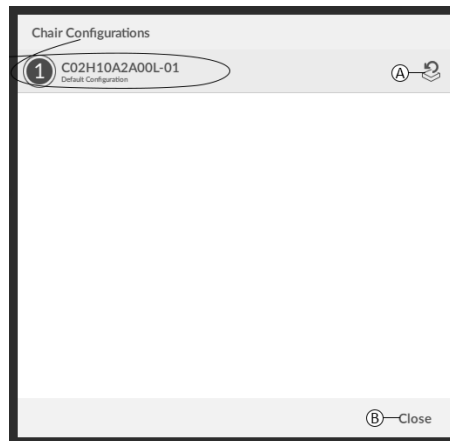 Chair Configurations
1 C02H10A2A00L-01
Default Configuration
A
B Close